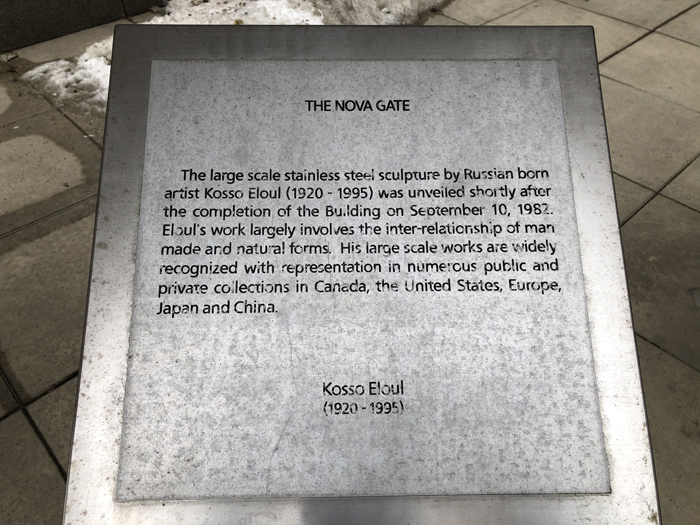 THE NOVA GATE
The large scale stainless steel sculpture by Russian born
artist Kosso Eloul (1920 - 1995) was unveiled shortly after
the completion of the Building on September 10, 1982.
Eloul's work largely involves the inter-relationship of man
made and natural forms. His large scale works are widely
recognized with representation in numerous public and
private collections in Canada, the United States, Europe,
Japan and China.
Kosso Eloul
(1920 - 1995)